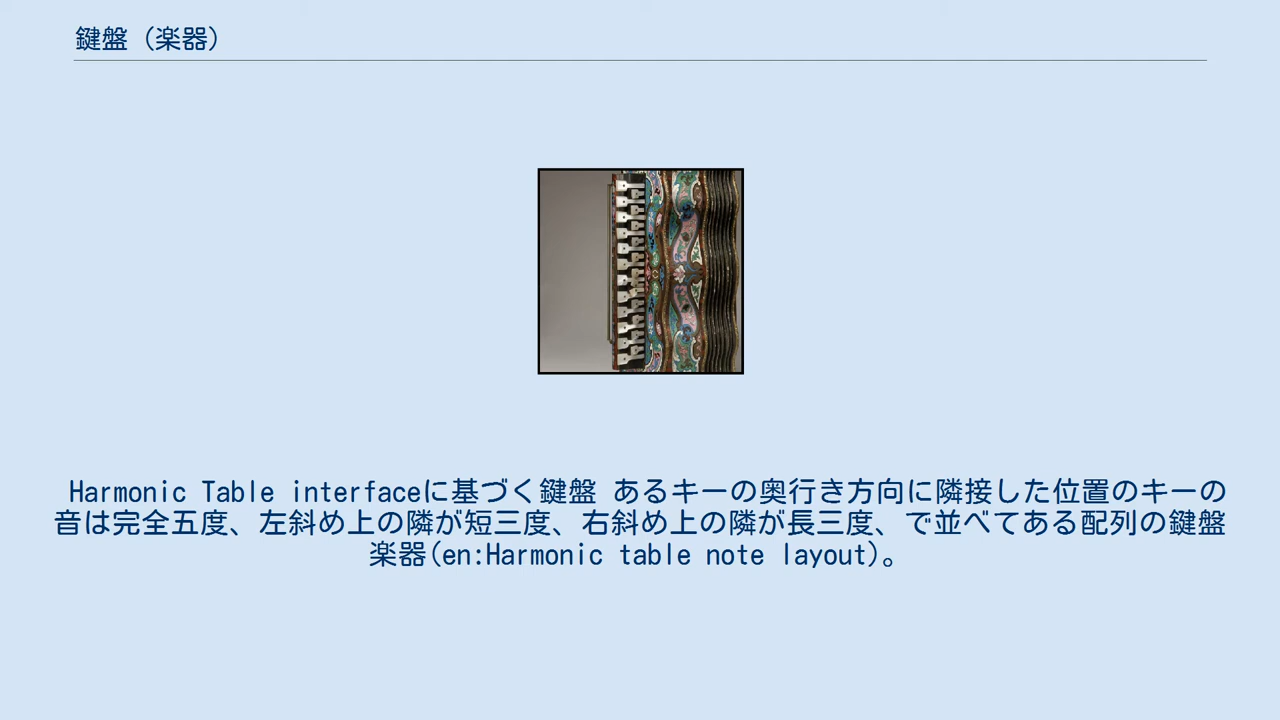 鍵盤（楽器）
Harmonic Table interfaceに基づく鍵盤 あるキーの奥行き方向に隣接した位置のキーの
音は完全五度、左斜め上の隣が短三度、右斜め上の隣が長三度、で並べてある配列の鍵盤
楽器(en:Harmonic table note layout)。